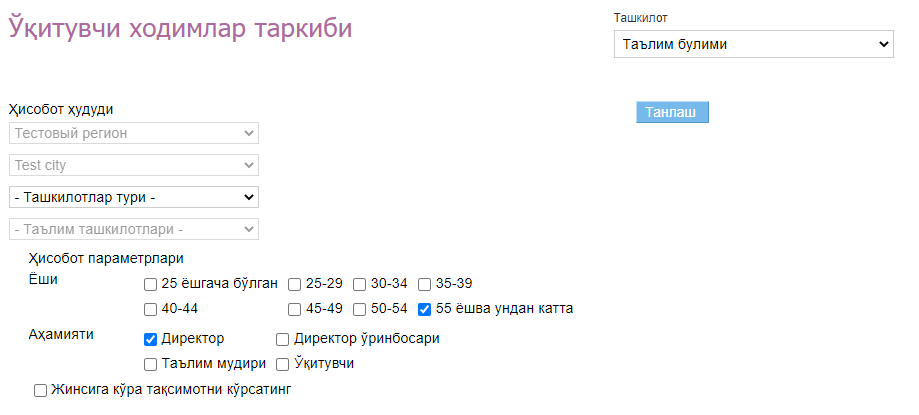 Ўқитувчи ходимлар таркиби
Ташкилот
Таълим булими
Ҳисобот ҳудуди
Танлаш
Тестовый регион
Test city
- Ташкилотлар тури -
- Таълим ташкилотлари -
Ҳисобот параметрлари
Ёши
25 ёшгача бўлган 25-29 30-34 35-39
40-44 45-49 50-54 55 ёшва ундан катта
Аҳамияти
Директор Директор ўринбосари
Таълим мудири Ўқитувчи
Жинсига кўра тақсимотни кўрсатинг